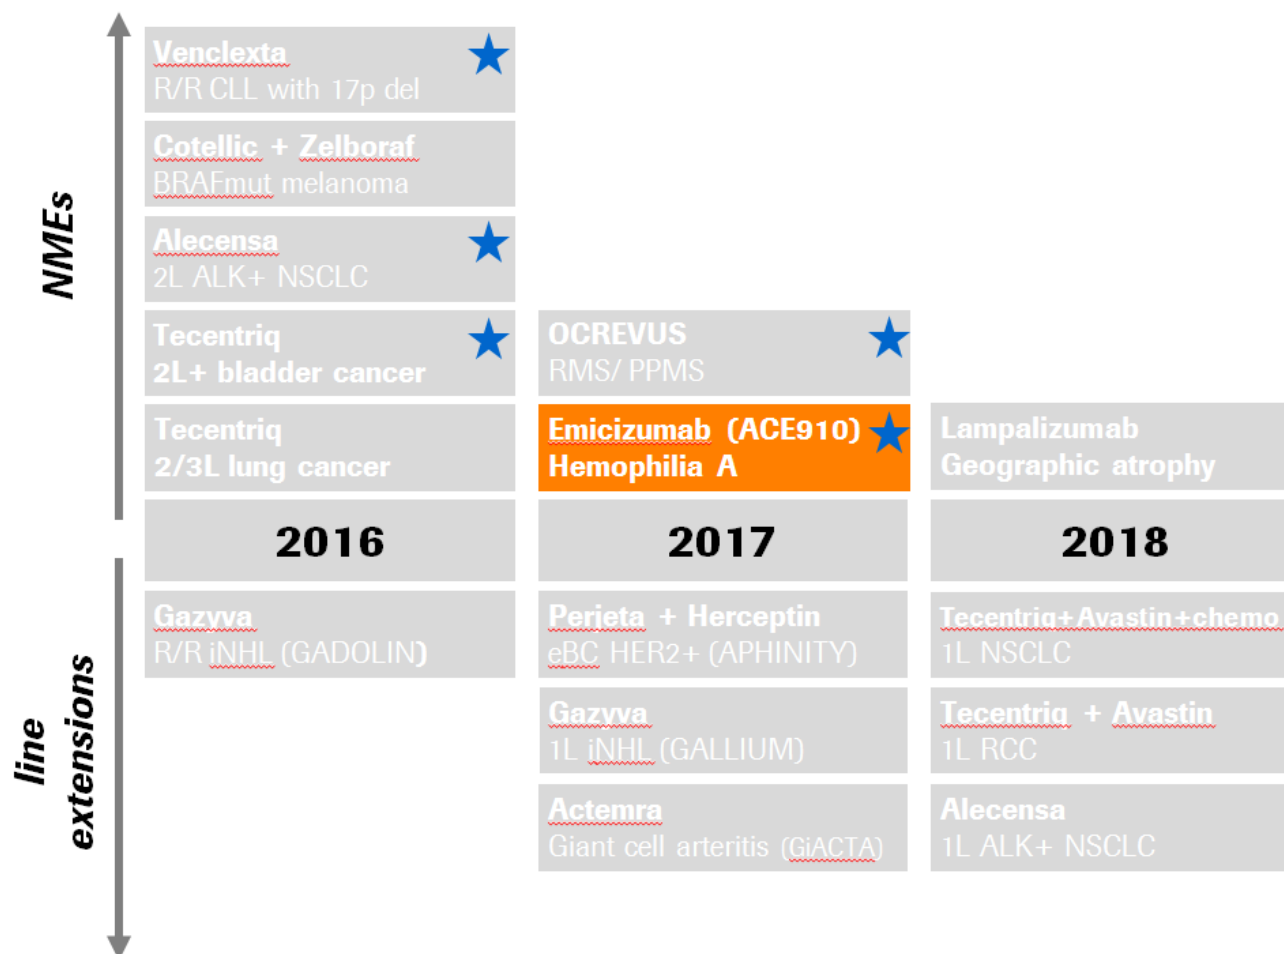 NMEs
Venclexta
R/R CLL with 17p del
Cotellic + Zelboraf
BRAFmut melanoma
Alecensa
2L ALK+ NSCLC
Tecentriq
2L+ bladder cancer
Tecentriq
2/3L lung cancer
OCREVUS
RMS/ PPMS
Emicizumab (ACE910)
Hemophilia A
Lampalizumab
Geographic atrophy
2016
2017
2018
line
extensions
Gazyva
R/R iNHL (GADOLIN)
Perjeta + Herceptin
eBC HER2+ (APHINITY)
Gazyva
1L iNHL (GALLIUM)
Actemra
Giant cell arteritis (GiACTA)
Tecentriq+Avastin+chemo
1L NSCLC
Tecentriq + Avastin
1L RCC
Alecensa
1L ALK+ NSCLC